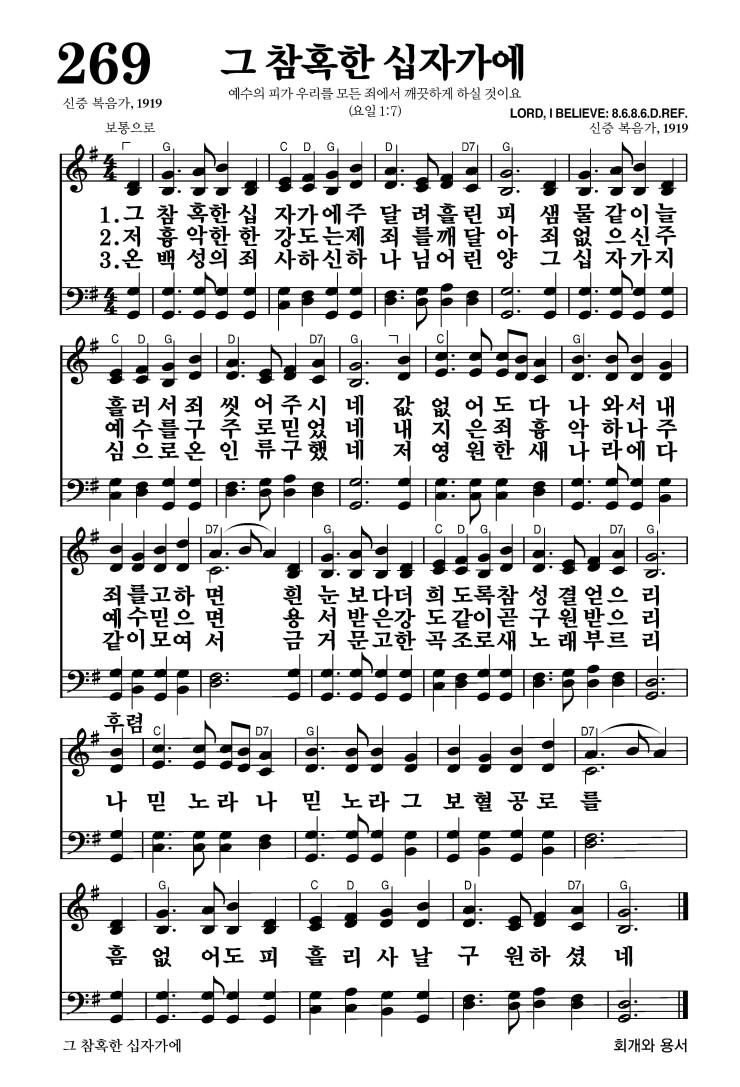 269
그 참혹한 십자가에
예수의 피가 우리를 모든 죄에서 깨끗하게 하실 것이요
(요일 1:7)
신증 복음가, 1919
LORD, I BELIEVE: 8.6.8.6.D.REF.
보통으로
신증 복음가, 1919
G C D G D D7 G
1.그 참 혹한 십 자가에주 달 려흘린 피 샘 물같이늘
2.저 흉 악한 한 강도는제 죄 를깨달 아 죄 없으신주
3.온 백 성의 죄 사하신하 나 님어린 양 그 십 자가지
C D G D D7 G C G
흘러서죄 씻어주시 네 값 없어도다 나 와서내
예수를구 주로믿었 네 내 지은죄흉 악 하나주
심으로온 인류구했 네 저 영원한새 나 라에다
D7 G C D G D D7 G
죄를고하 면 흰 눈보다더 희도록참 성결얻으 리
예수믿으 면 용 서받은강 도같이곧 구원받으 리
같이모여 서 금 거문고한 곡조로새 노래부르 리
후렴
C D7 G D7
나 믿 노라나 믿 노라그 보혈공로 를
G C D G D D7 G
흠 없 어도 피 흘 리 사 날 구 원하 셨 네
그 참혹한 십자가에
회개와 용서